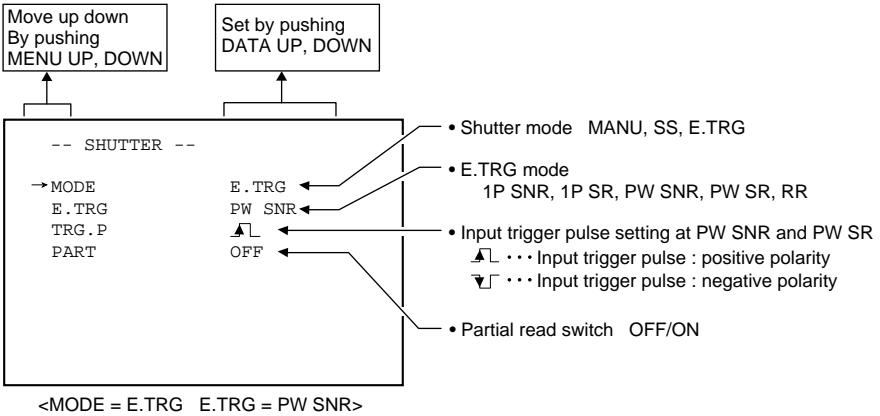 Move up down
By pushing
MENU UP, DOWN
Set by pushing
DATA UP, DOWN
-- SHUTTER --
→MODE E.TRG
E.TRG PW SNR
TRG.P
PART OFF
• Shutter mode MANU, SS, E.TRG
• E.TRG mode
1P SNR, 1P SR, PW SNR, PW SR, RR
• Input trigger pulse setting at PW SNR and PW SR
··· Input trigger pulse : positive polarity
··· Input trigger pulse : negative polarity
• Partial read switch OFF/ON
<MODE = E.TRG E.TRG = PW SNR>